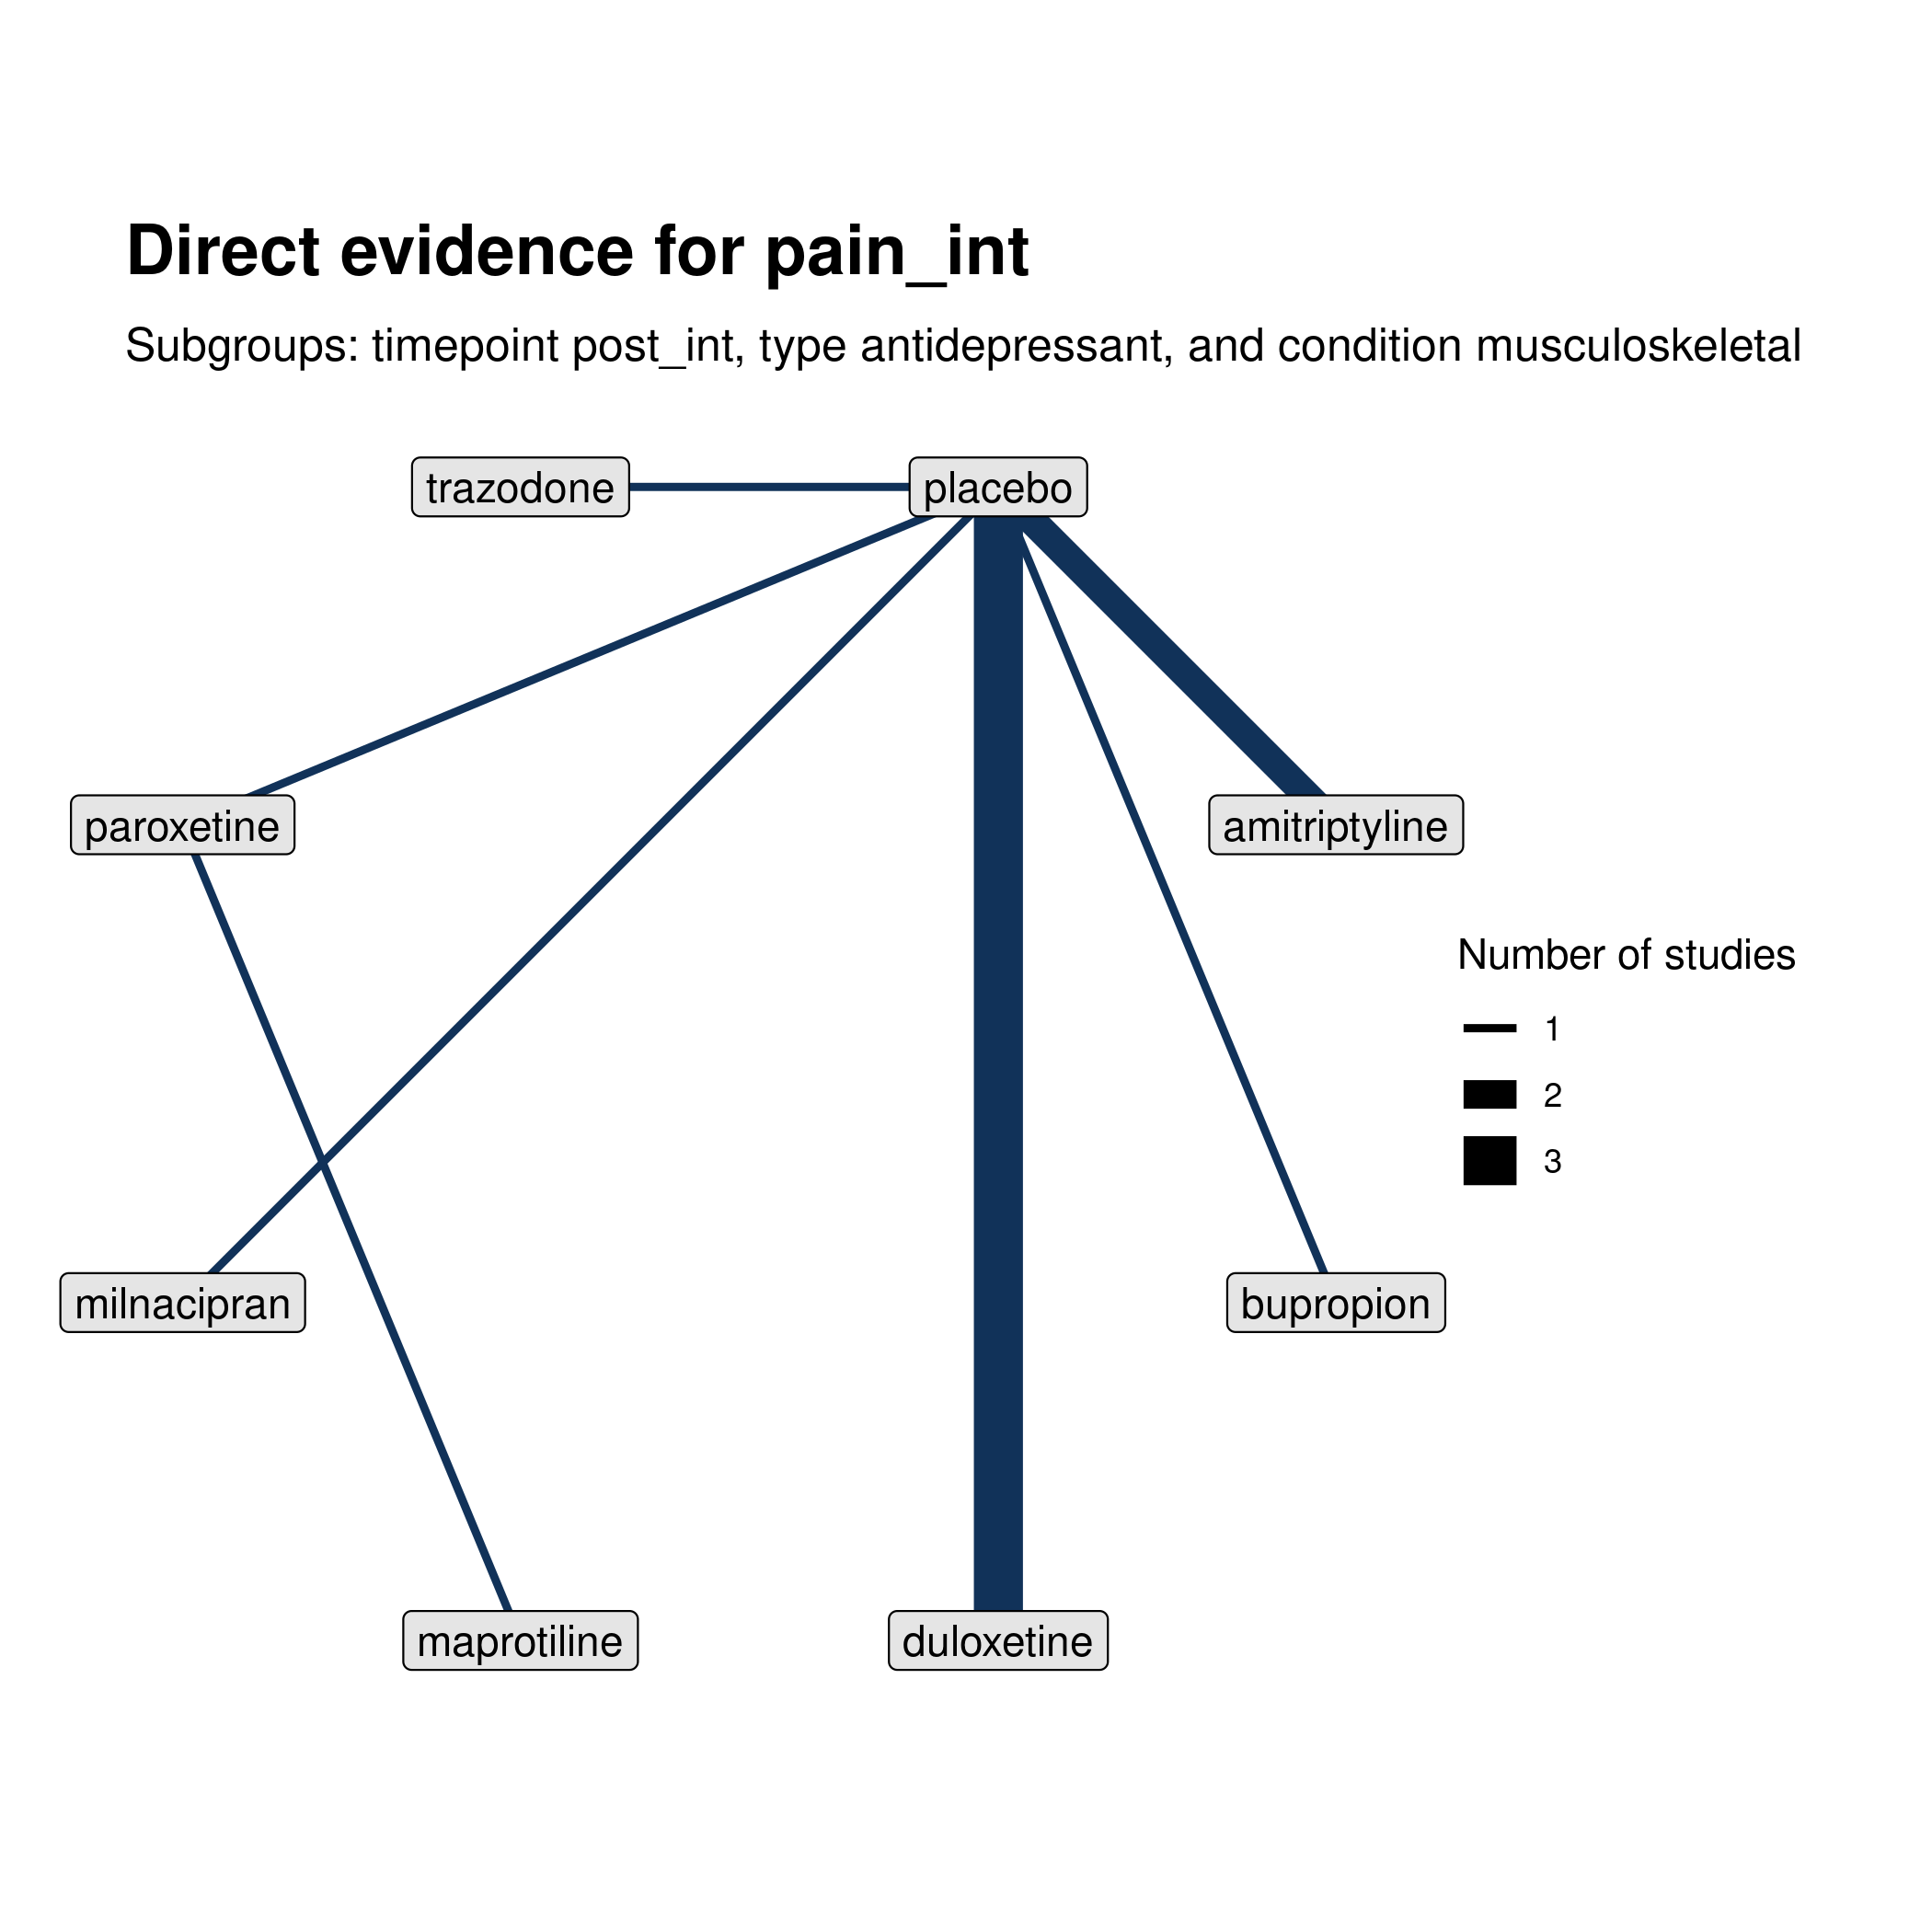 Direct evidence for pain_int
Subgroups: timepoint post_int, type antidepressant, and condition musculoskeletal
trazodone
placebo
paroxetine
amitriptyline
Number of studies
1
2
3
milnacipran
bupropion
maprotiline
duloxetine